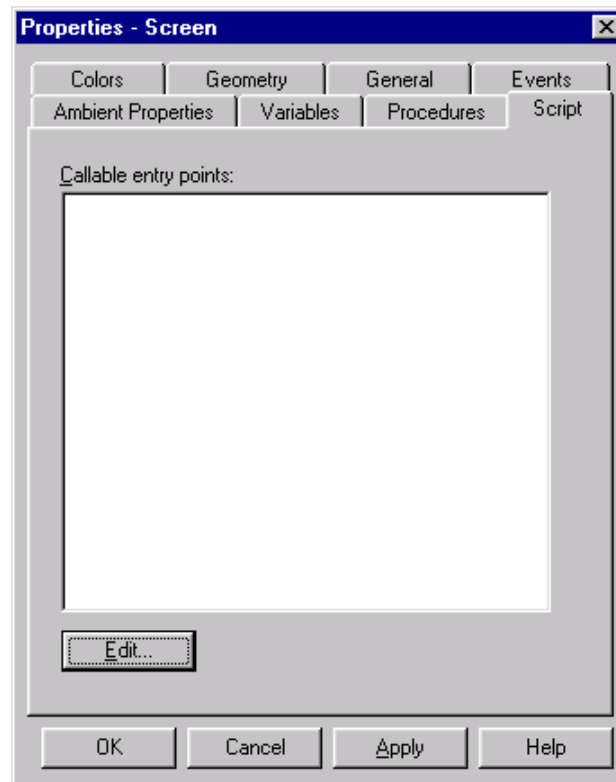 Properties - Screen
Colors Geometry General Events
Ambient Properties Variables Procedures Script
Callable entry points:
Edit...
OK Cancel Apply Help